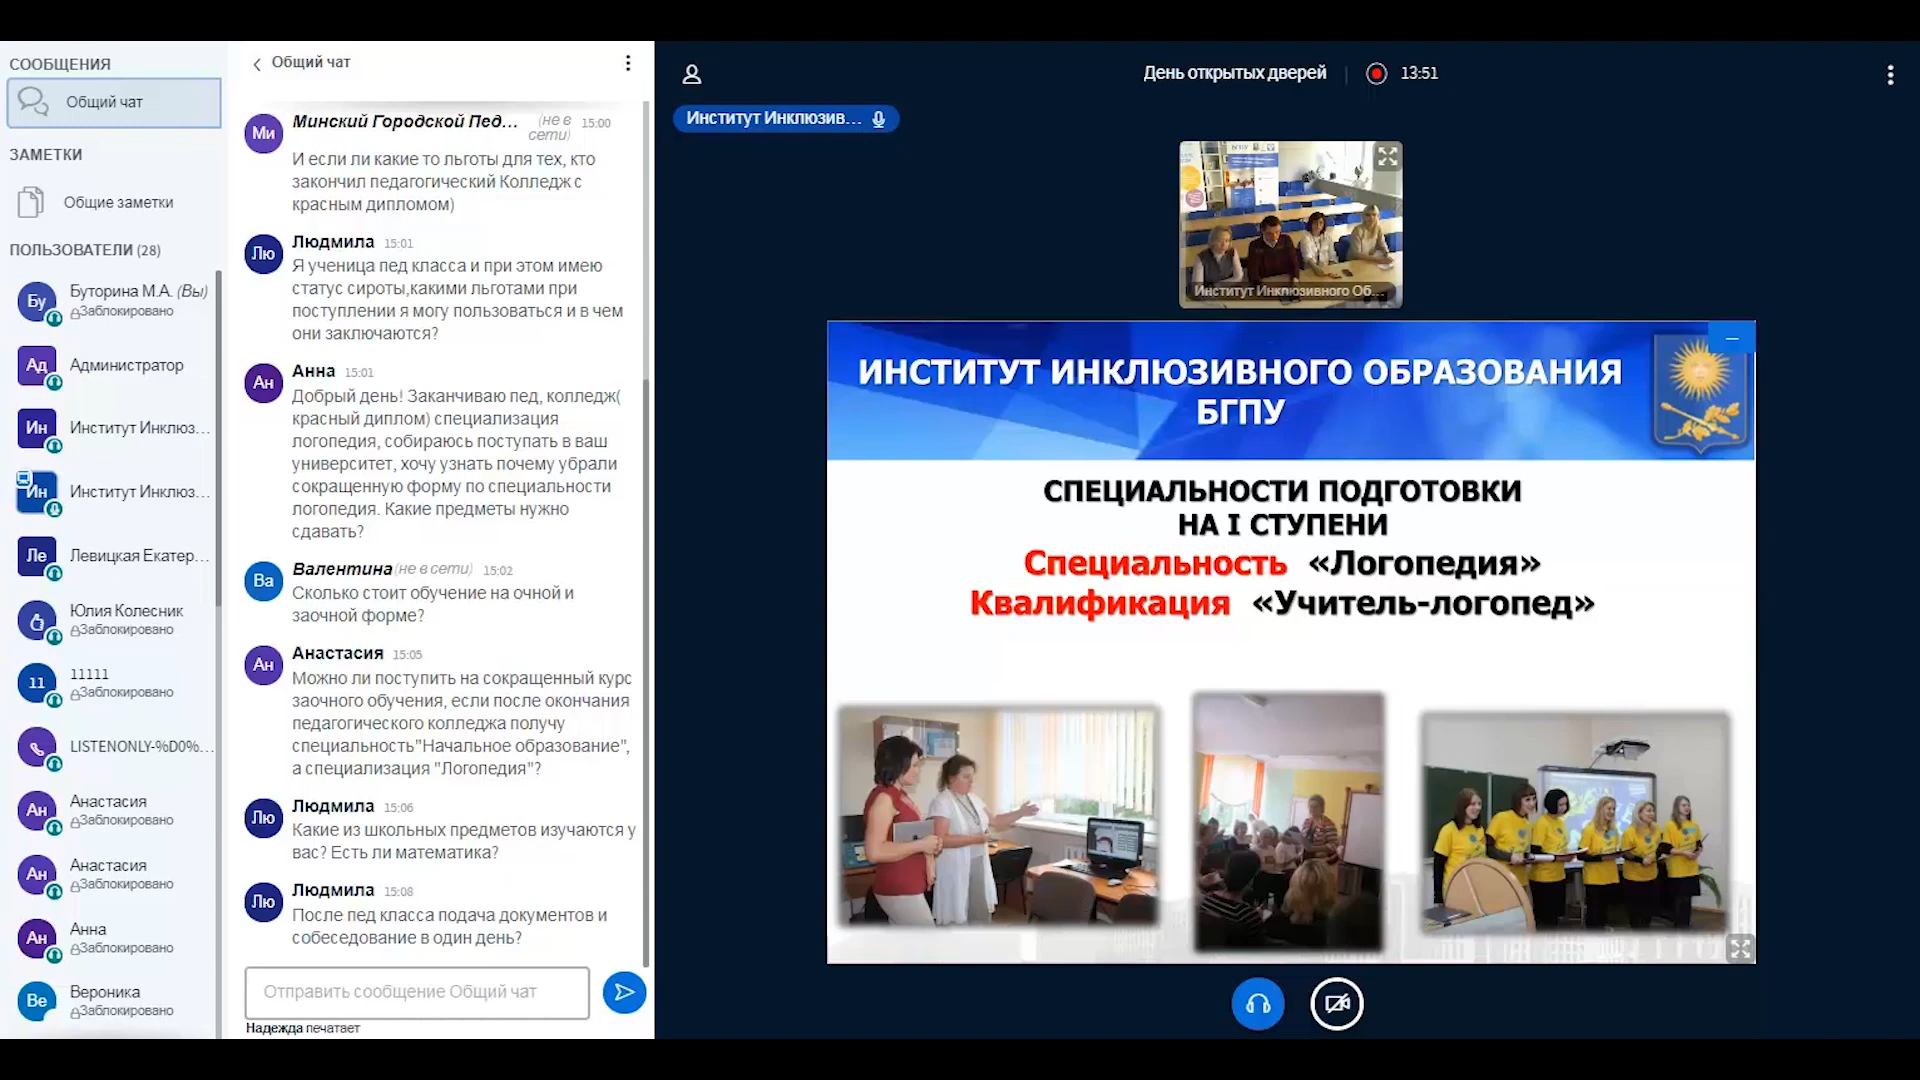 СООБЩЕНИЯ
Общий чат
ЗАМЕТКИ
Общие заметки
ПОЛЬЗОВАТЕЛИ (28)
Бу
Буторина М.А. (Вы)
Заблокировано
Ад
Администратор
Ин
Институт Инклюз...
Ин
Институт Инклюз...
Ле
Левицкая Екатер...
Юлия Колесник
Заблокировано
11
11111
Заблокировано
LISTENONLY-%D0%...
Ан
Анастасия
Заблокировано
Ан
Анастасия
Заблокировано
Ан
Анна
Заблокировано
Ве
Вероника
Заблокировано
Общий чат
Ми
Минский Городской Пед... (не в сети) 15:00
И если ли какие то льготы для тех, кто
закончил педагогический Колледж с
красным дипломом)
Лю
Людмила 15:01
Я ученица пед класса и при этом имею
статус сироты,какими льготами при
поступлении я могу пользоваться и в чем
они заключаются?
Ан
Анна 15:01
Добрый день! Заканчиваю пед, колледж(
красный диплом) специализация
логопедия, собираюсь поступать в ваш
университет, хочу узнать почему убрали
сокращенную форму по специальности
логопедия. Какие предметы нужно
сдавать?
Ва
Валентина (не в сети) 15:02
Сколько стоит обучение на очной и
заочной форме?
Ан
Анастасия 15:05
Можно ли поступить на сокращенный курс
заочного обучения, если после окончания
педагогического колледжа получу
специальность"Начальное образование",
а специализация "Логопедия"?
Лю
Людмила 15:06
Какие из школьных предметов изучаются у
вас? Есть ли математика?
Лю
Людмила 15:08
После пед класса подача документов и
собеседование в один день?
Отправить сообщение Общий чат
Надежда печатает
День открытых дверей 13:51
Институт Инклюзив...
БГПУ
Институт Инклюзивного Об...
ИНСТИТУТ ИНКЛЮЗИВНОГО ОБРАЗОВАНИЯ
БГПУ
СПЕЦИАЛЬНОСТИ ПОДГОТОВКИ
НА I СТУПЕНИ
Специальность «Логопедия»
Квалификация «Учитель-логопед»